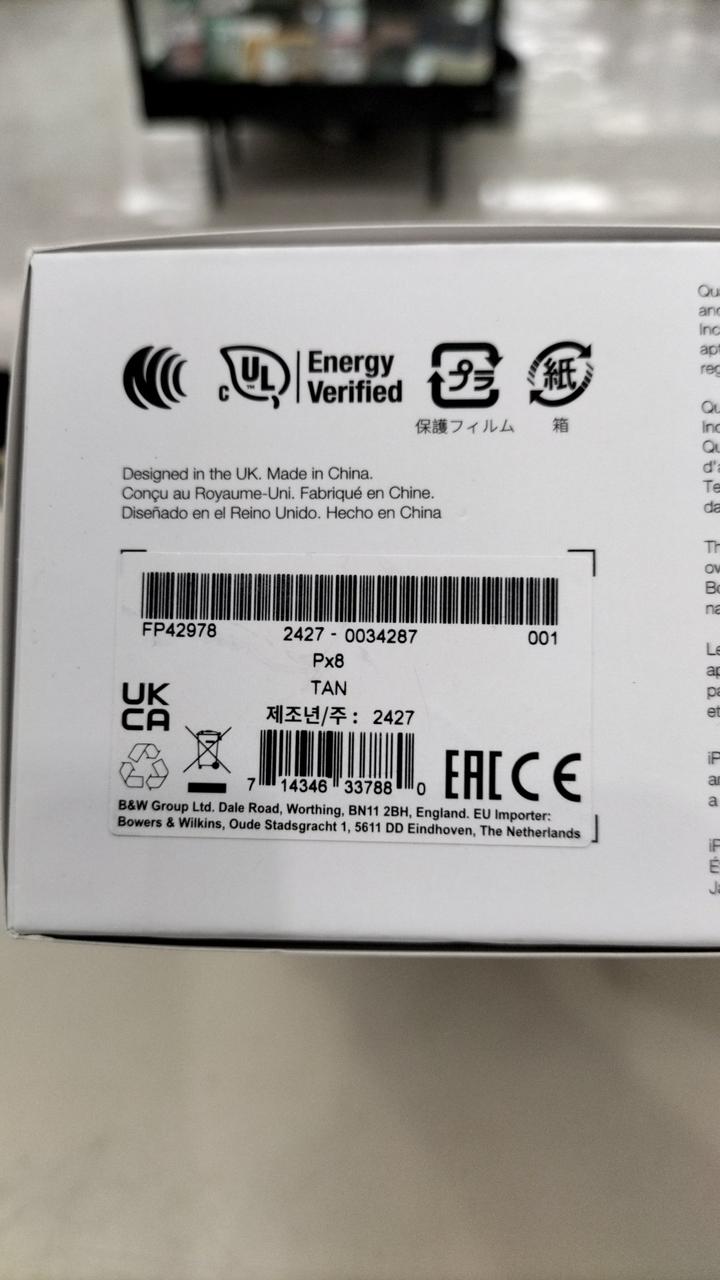 c UL™ Energy Verified
プラ
保護フィルム
紙
箱
Designed in the UK. Made in China.
Conçu au Royaume-Uni. Fabriqué en Chine.
Diseñado en el Reino Unido. Hecho en China
FP42978 2427 - 0034287 001
Px8
TAN
제조년/주 : 2427
UK
CA
7 14346 33788 0
EAC CE
B&W Group Ltd. Dale Road, Worthing, BN11 2BH, England. EU Importer:
Bowers & Wilkins, Oude Stadsgracht 1, 5611 DD Eindhoven, The Netherlands